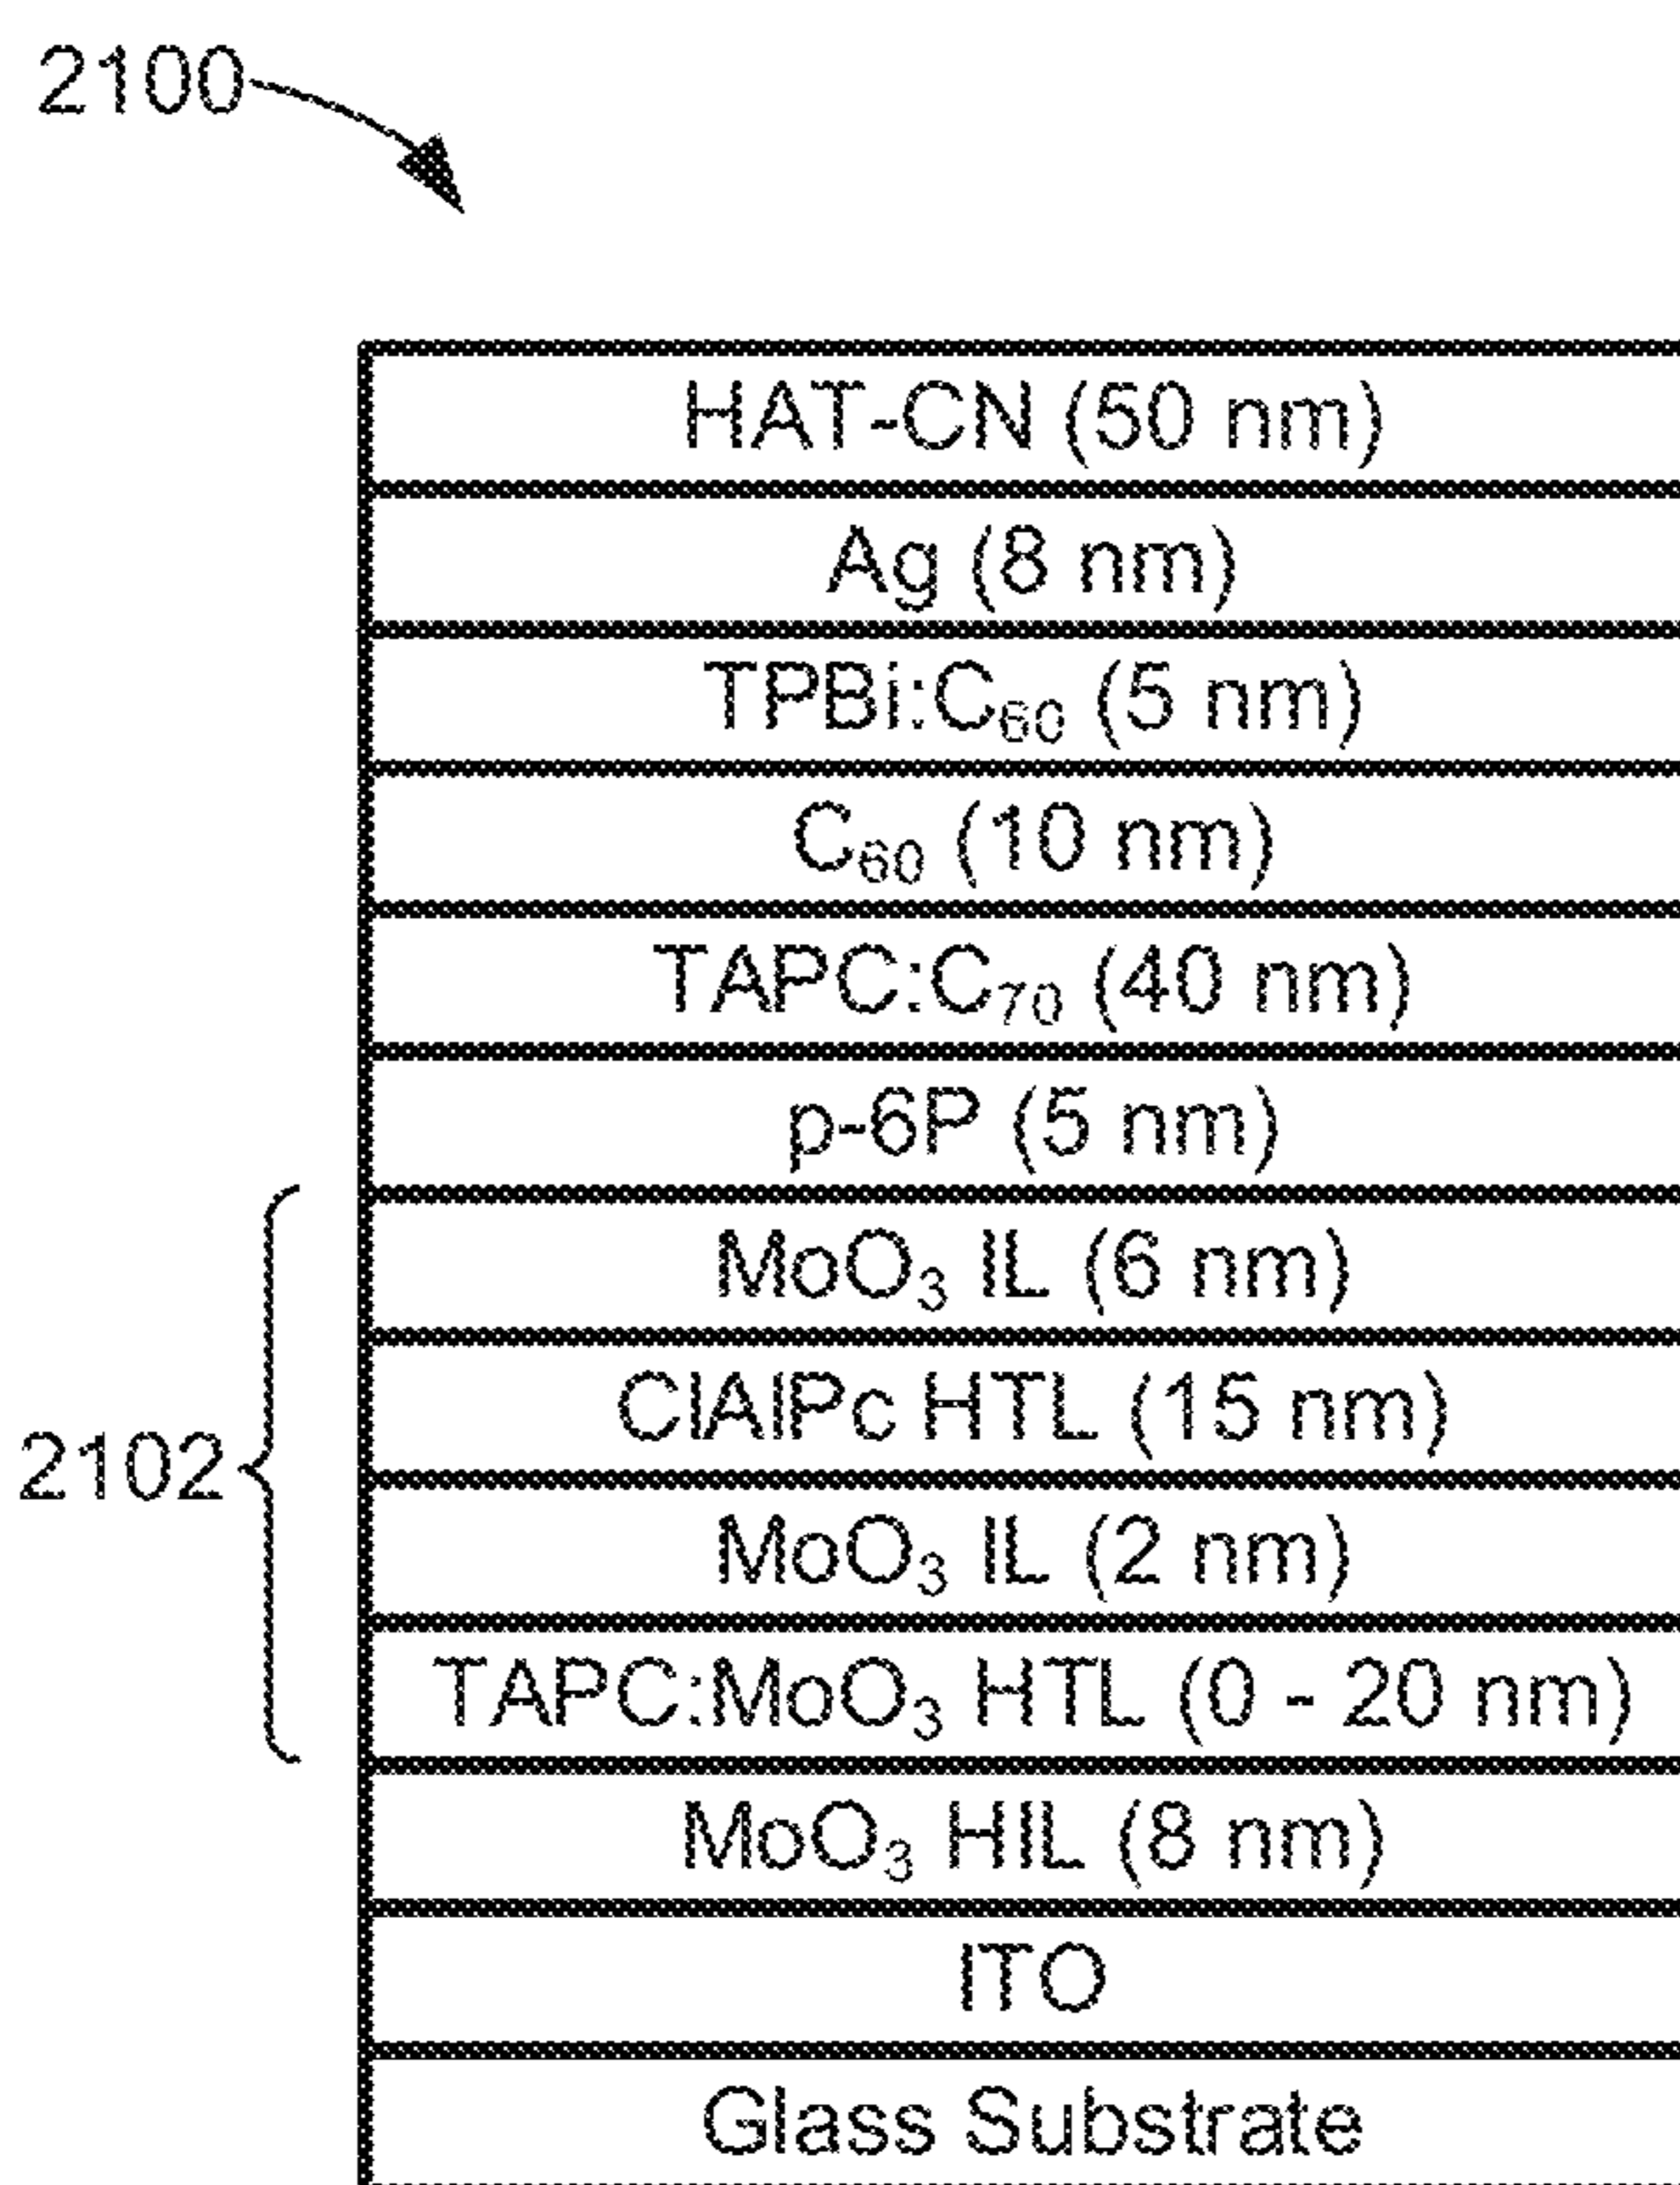 2100
HAT-CN (50 nm)
Ag (8 nm)
TPBi:C₆₀ (5 nm)
C₆₀ (10 nm)
TAPC:C₇₀ (40 nm)
p-6P (5 nm)
MoO₃ IL (6 nm)
ClAlPc HTL (15 nm)
2102
MoO₃ IL (2 nm)
TAPC:MoO₃ HTL (0 - 20 nm)
MoO₃ HIL (8 nm)
ITO
Glass Substrate